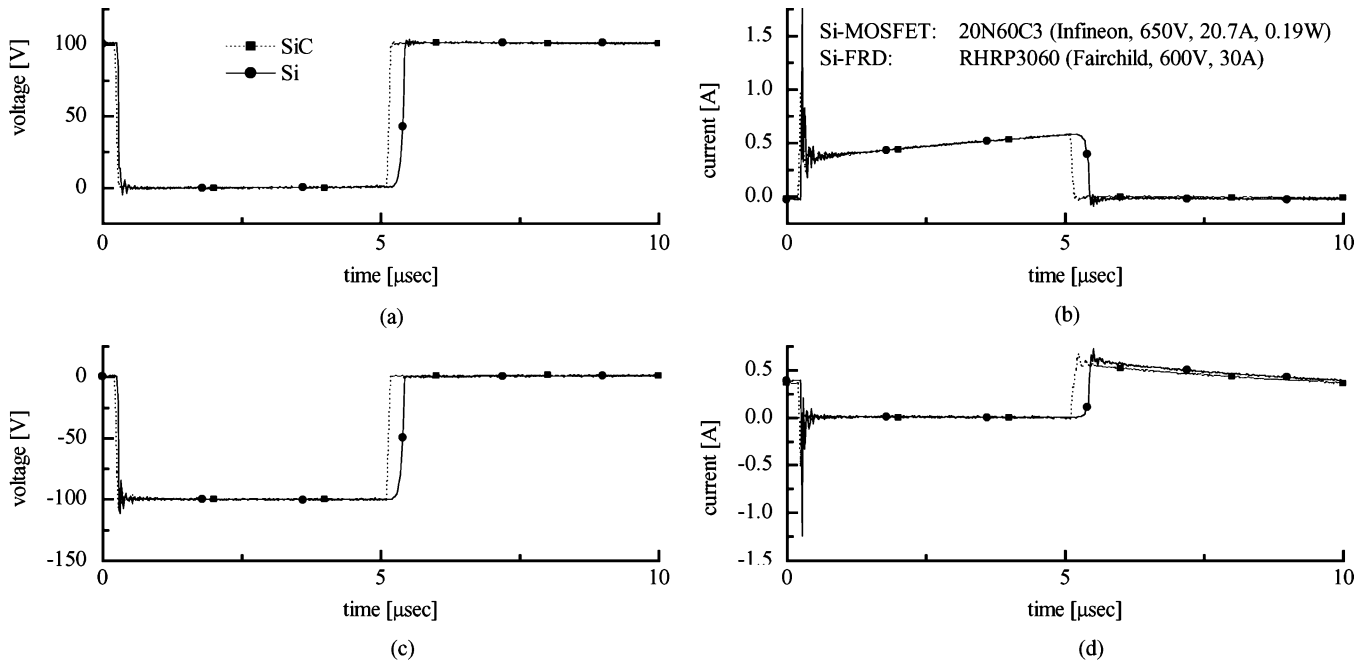 voltage [V]
100
50
0
SiC
Si
0
5
10
time [μsec]
(a)
current [A]
1.5
1.0
0.5
0.0
Si-MOSFET: 20N60C3 (Infineon, 650V, 20.7A, 0.19W)
Si-FRD: RHRP3060 (Fairchild, 600V, 30A)
0
5
10
time [μsec]
(b)
voltage [V]
0
-50
-100
-150
0
5
10
time [μsec]
(c)
current [A]
0.5
0.0
-0.5
-1.0
-1.5
0
5
10
time [μsec]
(d)